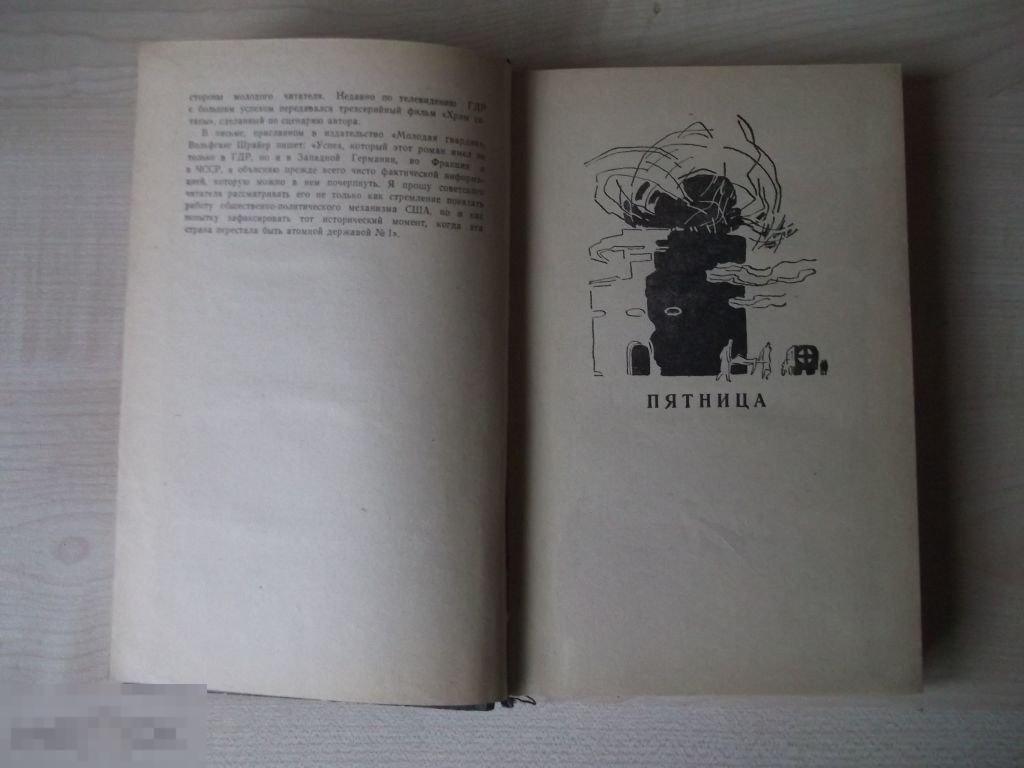 стороны молодого читателя. Недавно по телевидению ГДР
с большим успехом передавался трехсерийный фильм «Храм са-
таны», сделанный по сценарию автора.
В письме, присланном в издательство «Молодая гвардия»,
Вольфганг Шрайер пишет: «Успех, который этот роман имел не
только в ГДР, но и в Западной Германии, во Франции и
в ЧССР, я объясняю прежде всего чисто фактической информа-
цией, которую можно в нем почерпнуть. Я прошу советского
читателя рассматривать его не только как стремление показать
работу общественно-политического механизма США, но и как
попытку зафиксировать тот исторический момент, когда эта
страна перестала быть атомной державой № 1».
ПЯТНИЦА